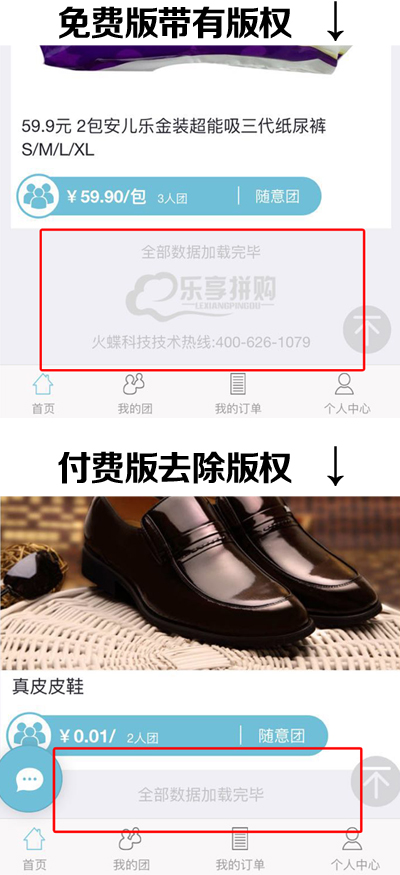 免费版带有版权 ↓
59.9元 2包安儿乐金装超能吸三代纸尿裤
S/M/L/XL
¥59.90/包 3人团 随意团
全部数据加载完毕
乐享拼购
LEXIANGPINGOU
火蝶科技技术热线:400-626-1079
首页 我的团 我的订单 个人中心
付费版去除版权 ↓
真皮皮鞋
¥0.01/ 2人团 随意团
全部数据加载完毕
首页 我的团 我的订单 个人中心